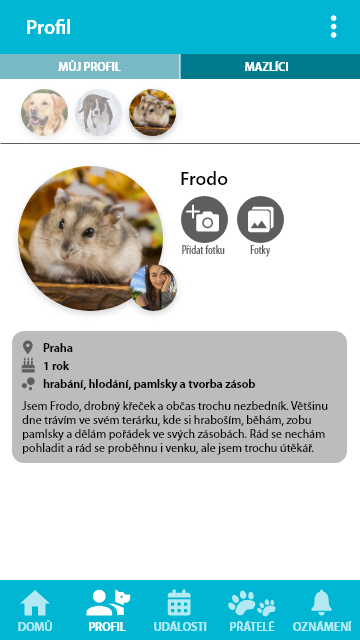 Profil
MŮJ PROFIL
MAZLÍCI
Frodo
Přidat fotku
Fotky
Praha
1 rok
hrabání, hlodání, pamlsky a tvorba zásob
Jsem Frodo, drobný křeček a občas trochu nezbedník. Většinu
dne trávím ve svém terárku, kde si hraboším, běhám, zobu
pamlsky a dělám pořádek ve svých zásobách. Rád se nechám
pohladit a rád se proběhnu i venku, ale jsem trochu útěkář.
DOMŮ
PROFIL
UDÁLOSTI
PŘÁTELÉ
OZNÁMENÍ